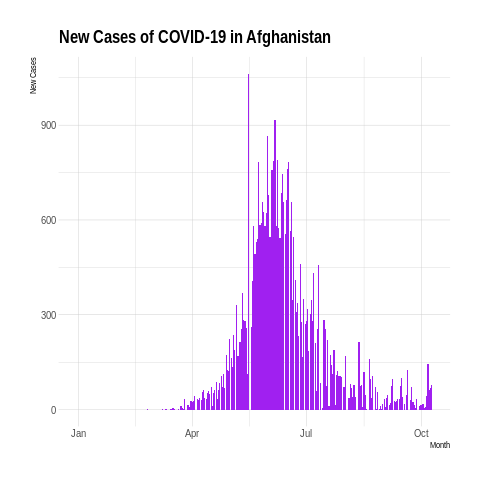 New Cases of COVID-19 in Afghanistan
New Cases
900
600
300
0
Jan Apr Jul Oct
Month